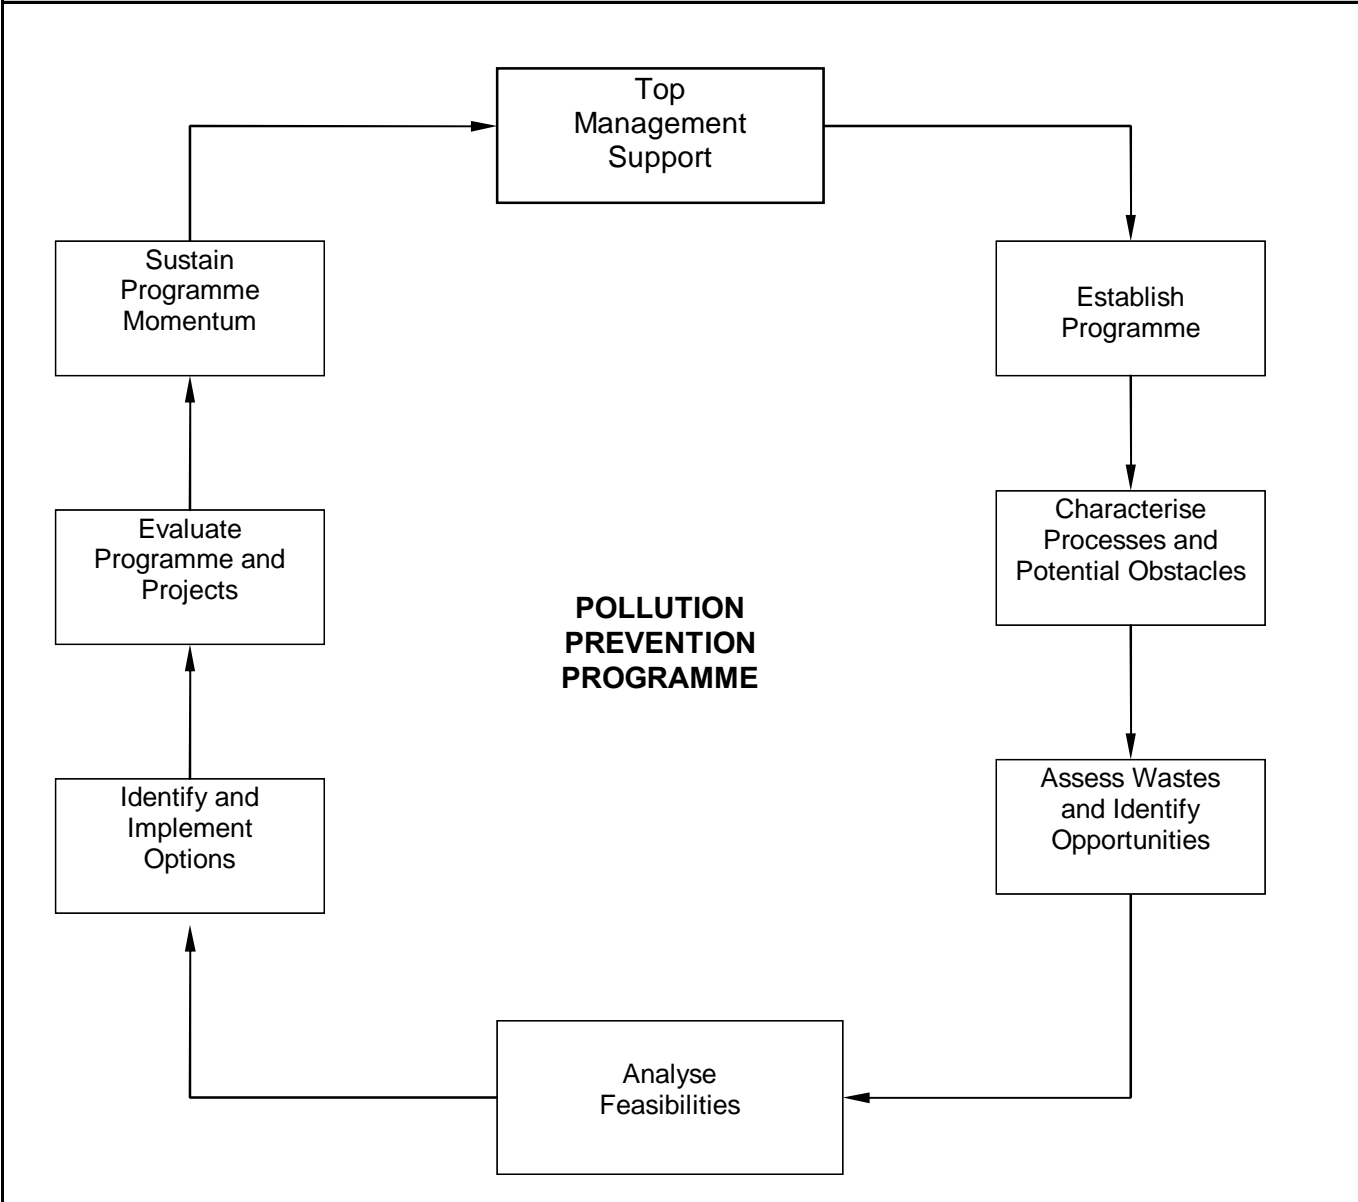 Top
Management
Support
Establish
Programme
Characterise
Processes and
Potential Obstacles
Assess Wastes
and Identify
Opportunities
Analyse
Feasibilities
Identify and
Implement
Options
Evaluate
Programme and
Projects
Sustain
Programme
Momentum
POLLUTION
PREVENTION
PROGRAMME